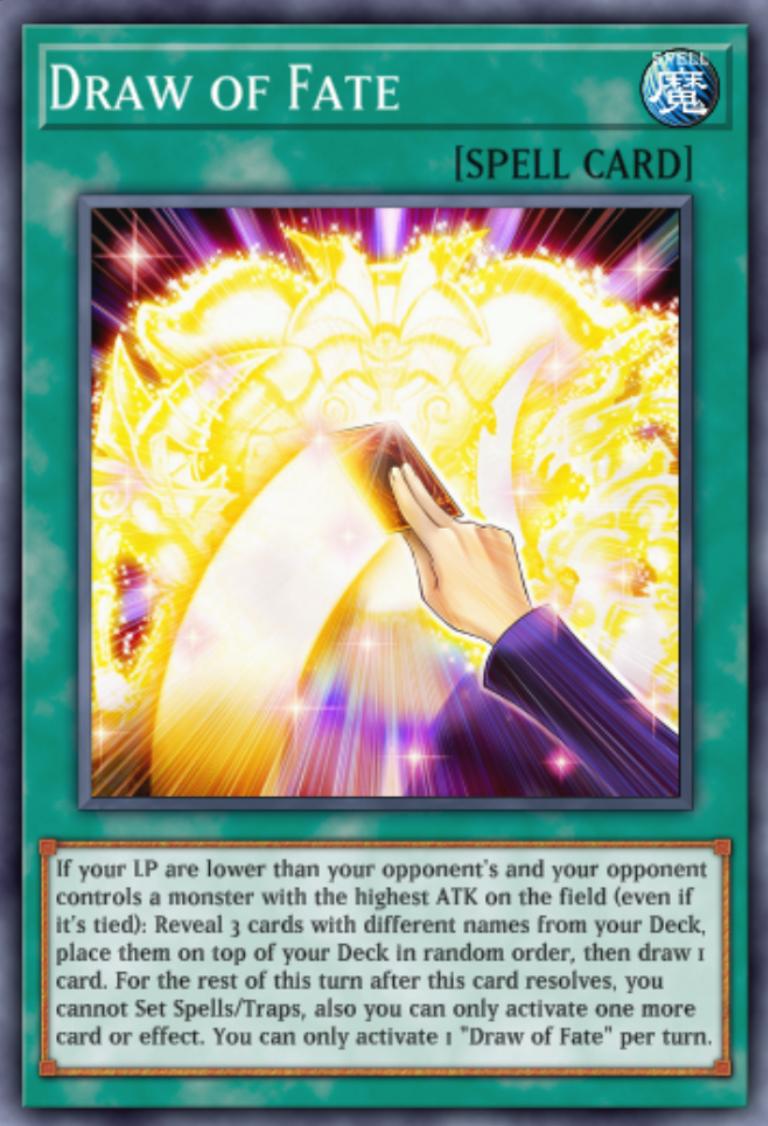 Draw of Fate
SPELL
魔
[SPELL CARD]
If your LP are lower than your opponent's and your opponent
controls a monster with the highest ATK on the field (even if
it's tied): Reveal 3 cards with different names from your Deck,
place them on top of your Deck in random order, then draw 1
card. For the rest of this turn after this card resolves, you
cannot Set Spells/Traps, also you can only activate one more
card or effect. You can only activate 1 "Draw of Fate" per turn.